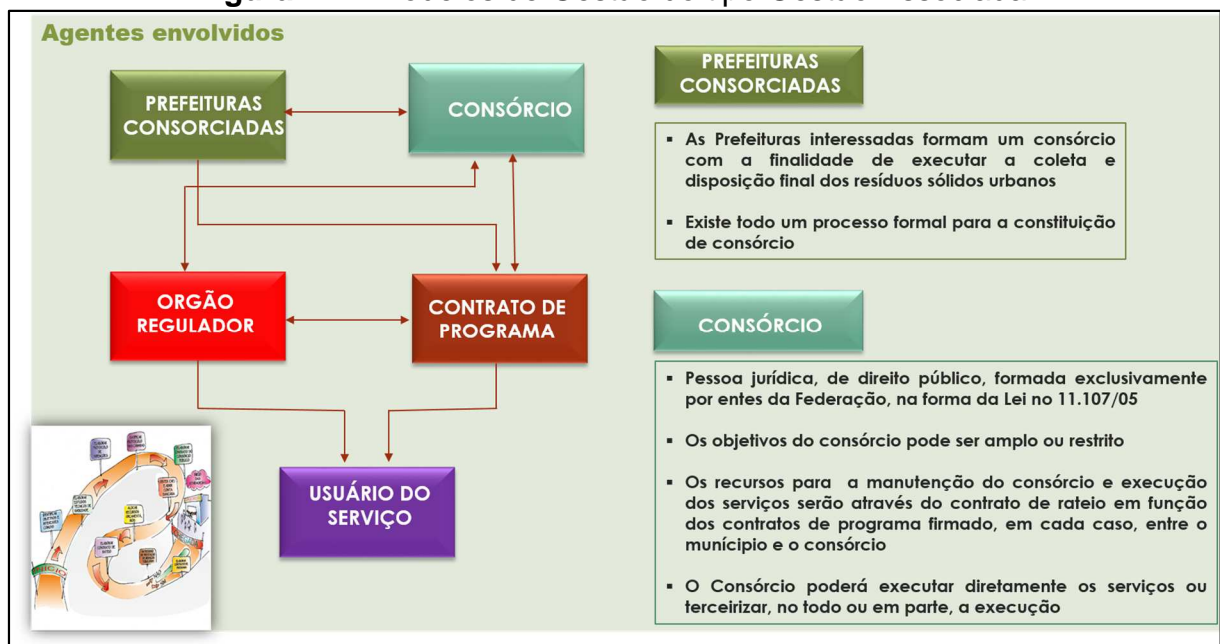 Agentes envolvidos
PREFEITURAS
CONSORCIADAS
CONSÓRCIO
ORGÃO
REGULADOR
CONTRATO DE
PROGRAMA
USUÁRIO DO
SERVIÇO
PREFEITURAS
CONSORCIADAS
▪ As Prefeituras interessadas formam um consórcio
com a finalidade de executar a coleta e
disposição final dos resíduos sólidos urbanos
▪ Existe todo um processo formal para a constituição
de consórcio
CONSÓRCIO
▪ Pessoa jurídica, de direito público, formada exclusivamente
por entes da Federação, na forma da Lei no 11.107/05
▪ Os objetivos do consórcio pode ser amplo ou restrito
▪ Os recursos para a manutenção do consórcio e execução
dos serviços serão através do contrato de rateio em função
dos contratos de programa firmado, em cada caso, entre o
munícipio e o consórcio
▪ O Consórcio poderá executar diretamente os serviços ou
terceirizar, no todo ou em parte, a execução